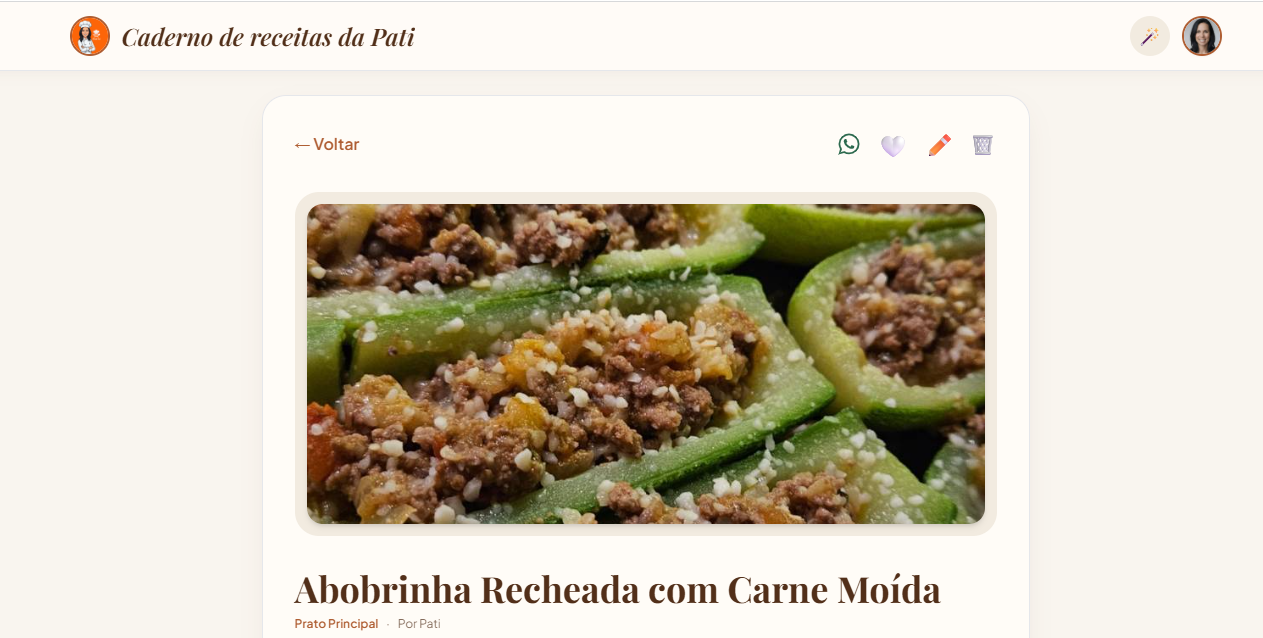 Caderno de receitas da Pati
← Voltar
Abobrinha Recheada com Carne Moída
Prato Principal · Por Pati